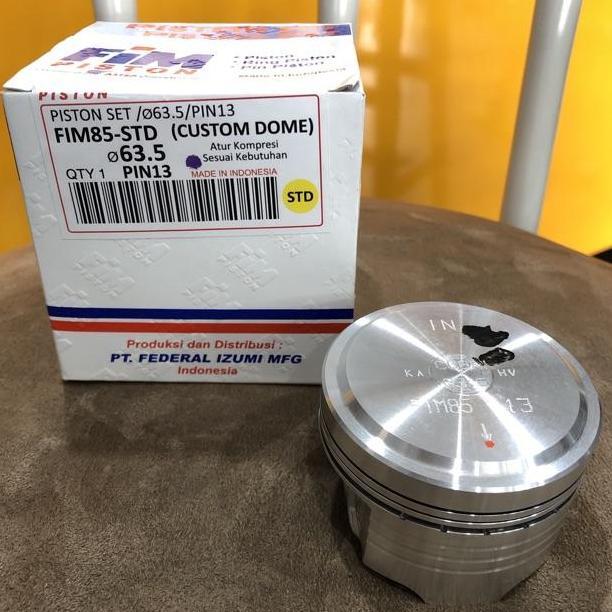 FIM
PISTON
• Piston
• Ring Piston
• Pin Piston
PISTON
PISTON SET /Ø63.5/PIN13
FIM85-STD (CUSTOM DOME)
Ø63.5
Atur Kompresi
Sesuai Kebutuhan
QTY 1 PIN13
MADE IN INDONESIA
STD
Produksi dan Distribusi :
PT. FEDERAL IZUMI MFG
Indonesia
IN
HV
FIM85 13